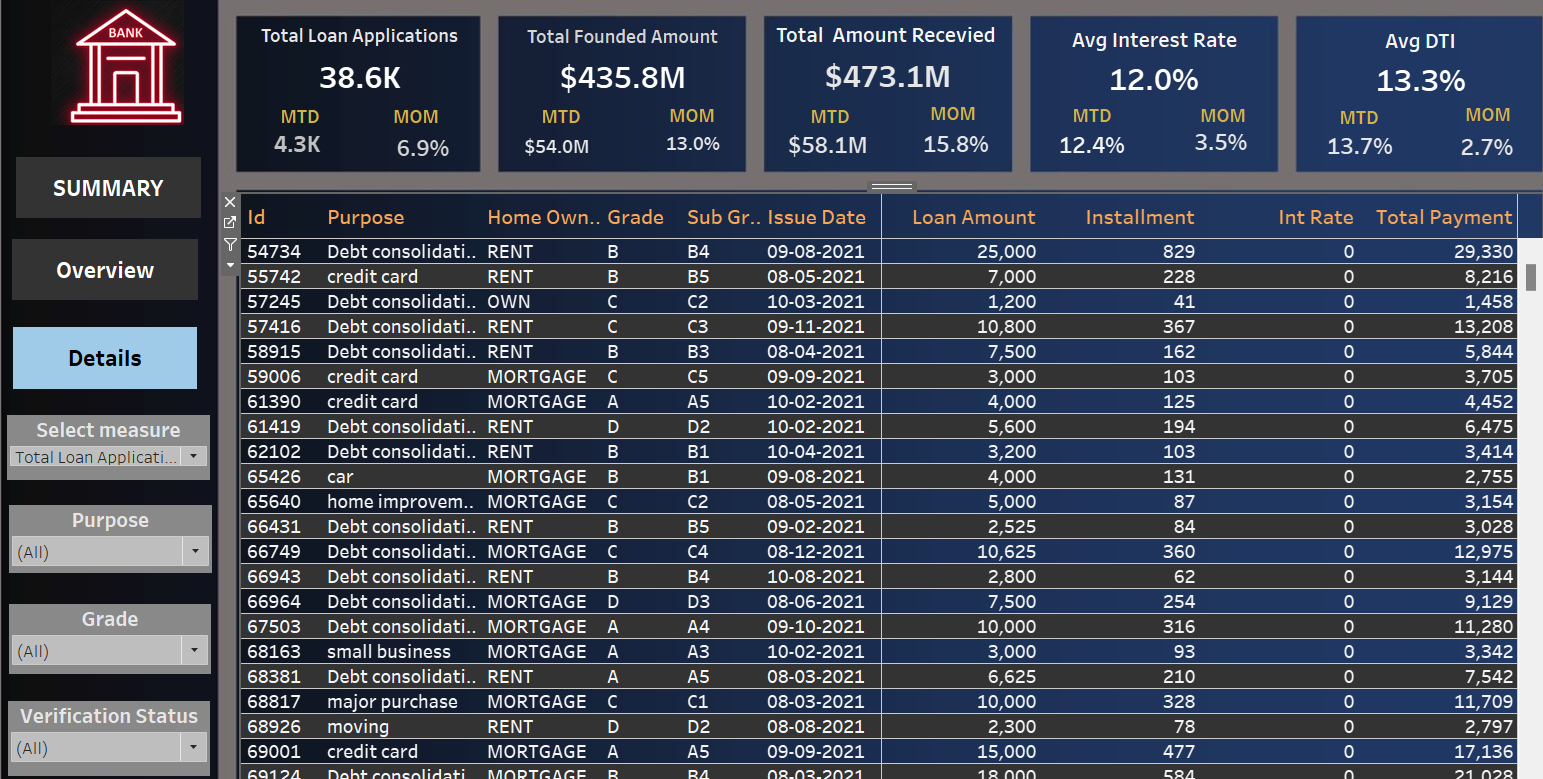 BANK
SUMMARY
Overview
Details
Select measure
Total Loan Applicati...
Purpose
(All)
Grade
(All)
Verification Status
(All)
Total Loan Applications
38.6K
MTD MOM
4.3K 6.9%
Total Founded Amount
$435.8M
MTD MOM
$54.0M 13.0%
Total Amount Recevied
$473.1M
MTD MOM
$58.1M 15.8%
Avg Interest Rate
12.0%
MTD MOM
12.4% 3.5%
Avg DTI
13.3%
MTD MOM
13.7% 2.7%
Id Purpose Home Own.. Grade Sub Gr.. Issue Date Loan Amount Installment Int Rate Total Payment
54734 Debt consolidati.. RENT B B4 09-08-2021 25,000 829 0 29,330
55742 credit card RENT B B5 08-05-2021 7,000 228 0 8,216
57245 Debt consolidati.. OWN C C2 10-03-2021 1,200 41 0 1,458
57416 Debt consolidati.. RENT C C3 09-11-2021 10,800 367 0 13,208
58915 Debt consolidati.. RENT B B3 08-04-2021 7,500 162 0 5,844
59006 credit card MORTGAGE C C5 09-09-2021 3,000 103 0 3,705
61390 credit card MORTGAGE A A5 10-02-2021 4,000 125 0 4,452
61419 Debt consolidati.. RENT D D2 10-02-2021 5,600 194 0 6,475
62102 Debt consolidati.. RENT B B1 10-04-2021 3,200 103 0 3,414
65426 car MORTGAGE B B1 09-08-2021 4,000 131 0 2,755
65640 home improvem.. MORTGAGE C C2 08-05-2021 5,000 87 0 3,154
66431 Debt consolidati.. RENT B B5 09-02-2021 2,525 84 0 3,028
66749 Debt consolidati.. MORTGAGE C C4 08-12-2021 10,625 360 0 12,975
66943 Debt consolidati.. RENT B B4 10-08-2021 2,800 62 0 3,144
66964 Debt consolidati.. MORTGAGE D D3 08-06-2021 7,500 254 0 9,129
67503 Debt consolidati.. MORTGAGE A A4 09-10-2021 10,000 316 0 11,280
68163 small business MORTGAGE A A3 10-02-2021 3,000 93 0 3,342
68381 Debt consolidati.. RENT A A5 08-03-2021 6,625 210 0 7,542
68817 major purchase MORTGAGE C C1 08-03-2021 10,000 328 0 11,709
68926 moving RENT D D2 08-08-2021 2,300 78 0 2,797
69001 credit card MORTGAGE A A5 09-09-2021 15,000 477 0 17,136
69124 Debt consolidati.. MORTGAGE B B4 08-03-2021 18,000 584 0 21,028